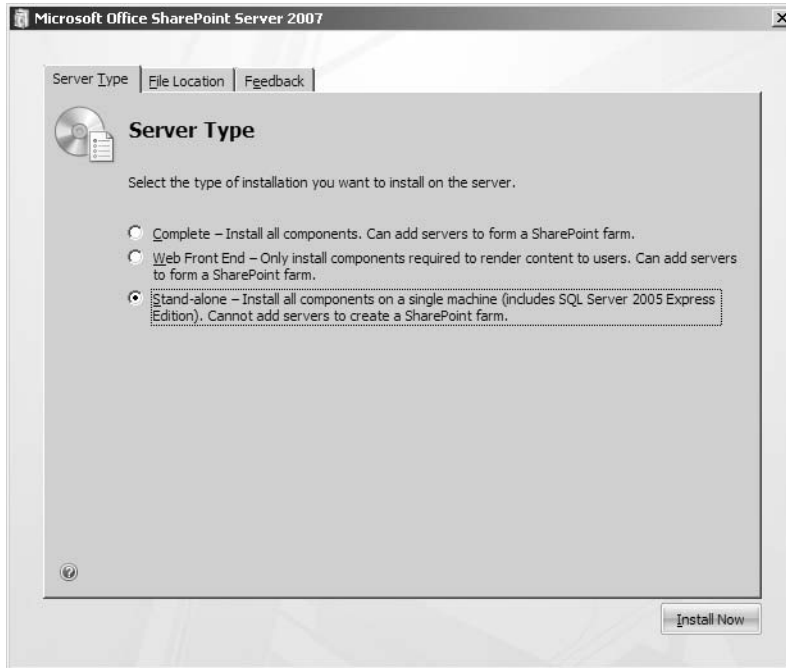 Microsoft Office SharePoint Server 2007
Server Type
File Location
Feedback
Server Type
Select the type of installation you want to install on the server.
Complete – Install all components. Can add servers to form a SharePoint farm.
Web Front End – Only install components required to render content to users. Can add servers
to form a SharePoint farm.
Stand-alone – Install all components on a single machine (includes SQL Server 2005 Express
Edition). Cannot add servers to create a SharePoint farm.
Install Now